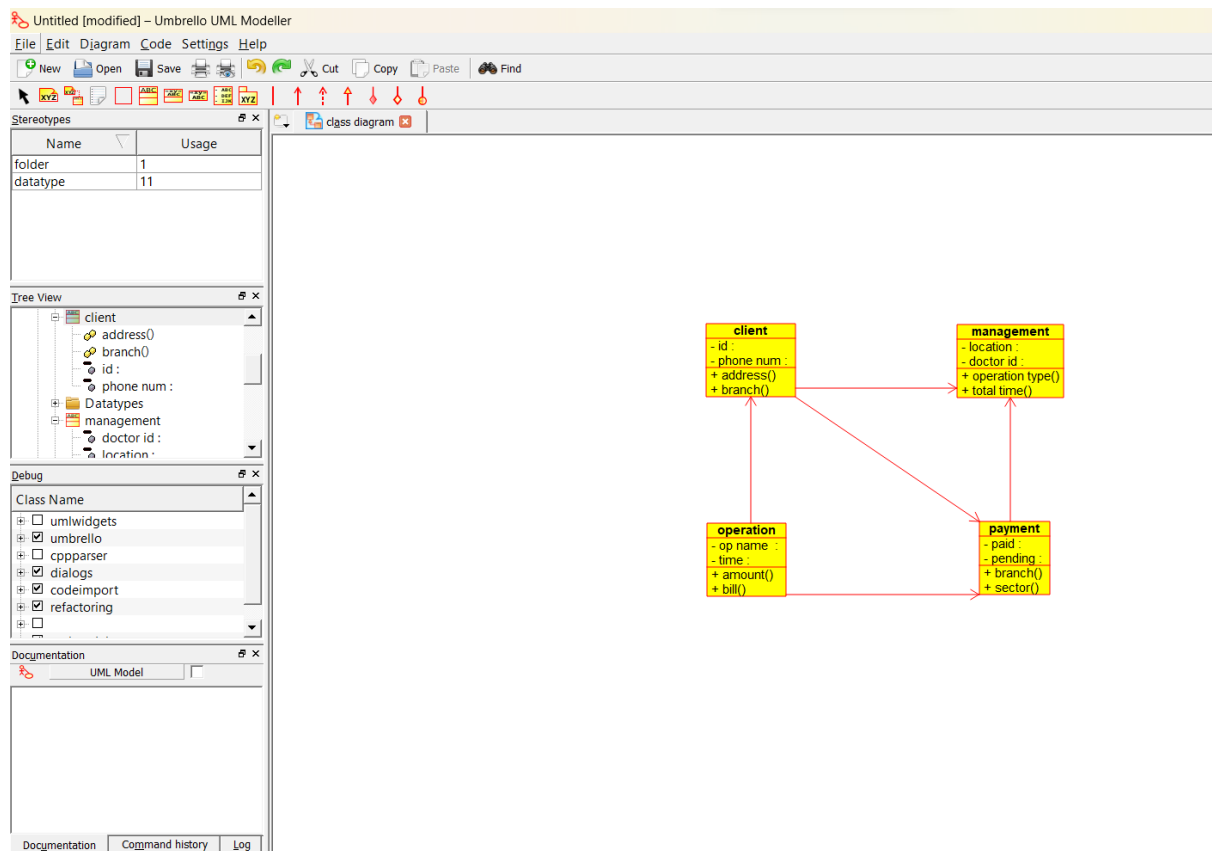 Untitled [modified] – Umbrello UML Modeller
File Edit Diagram Code Settings Help
New Open Save Cut Copy Paste Find
Stereotypes
Name Usage
folder 1
datatype 11
Tree View
client
address()
branch()
id :
phone num :
Datatypes
management
doctor id :
location :
Debug
Class Name
umlwidgets
umbrello
cppparser
dialogs
codeimport
refactoring
Documentation
UML Model
Documentation Command history Log
class diagram
client
- id :
- phone num :
+ address()
+ branch()
management
- location :
- doctor id :
+ operation type()
+ total time()
operation
- op name :
- time :
+ amount()
+ bill()
payment
- paid :
- pending :
+ branch()
+ sector()